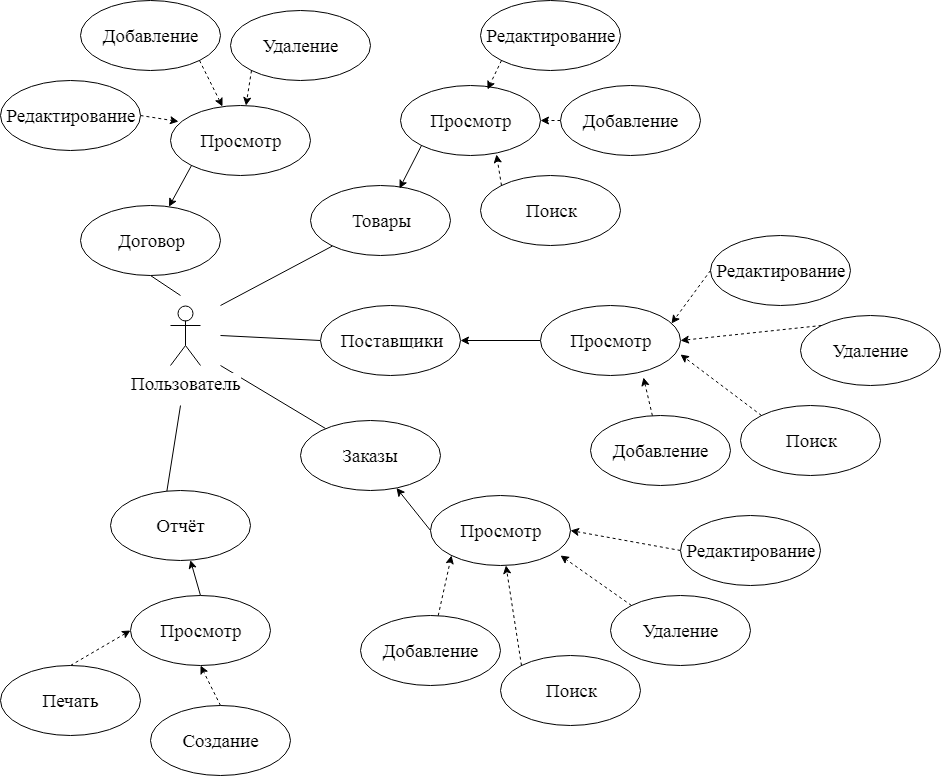 Добавление
Удаление
Редактирование
Просмотр
Договор
Редактирование
Просмотр
Добавление
Товары
Поиск
Пользователь
Поставщики
Просмотр
Редактирование
Удаление
Поиск
Добавление
Заказы
Просмотр
Редактирование
Удаление
Добавление
Поиск
Отчёт
Просмотр
Печать
Создание